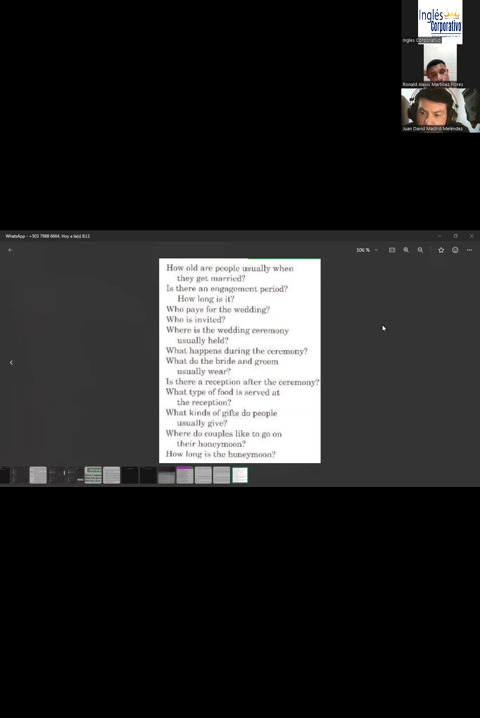 Inglés
Corporativo
Inglés Corporativo
Ronald Alexis Martínez Flores
Juan David Madrid Meléndez
106 %
How old are people usually when
they get married?
Is there an engagement period?
How long is it?
Who pays for the wedding?
Who is invited?
Where is the wedding ceremony
usually held?
What happens during the ceremony?
What do the bride and groom
usually wear?
Is there a reception after the ceremony?
What type of food is served at
the reception?
What kinds of gifts do people
usually give?
Where do couples like to go on
their honeymoon?
How long is the honeymoon?